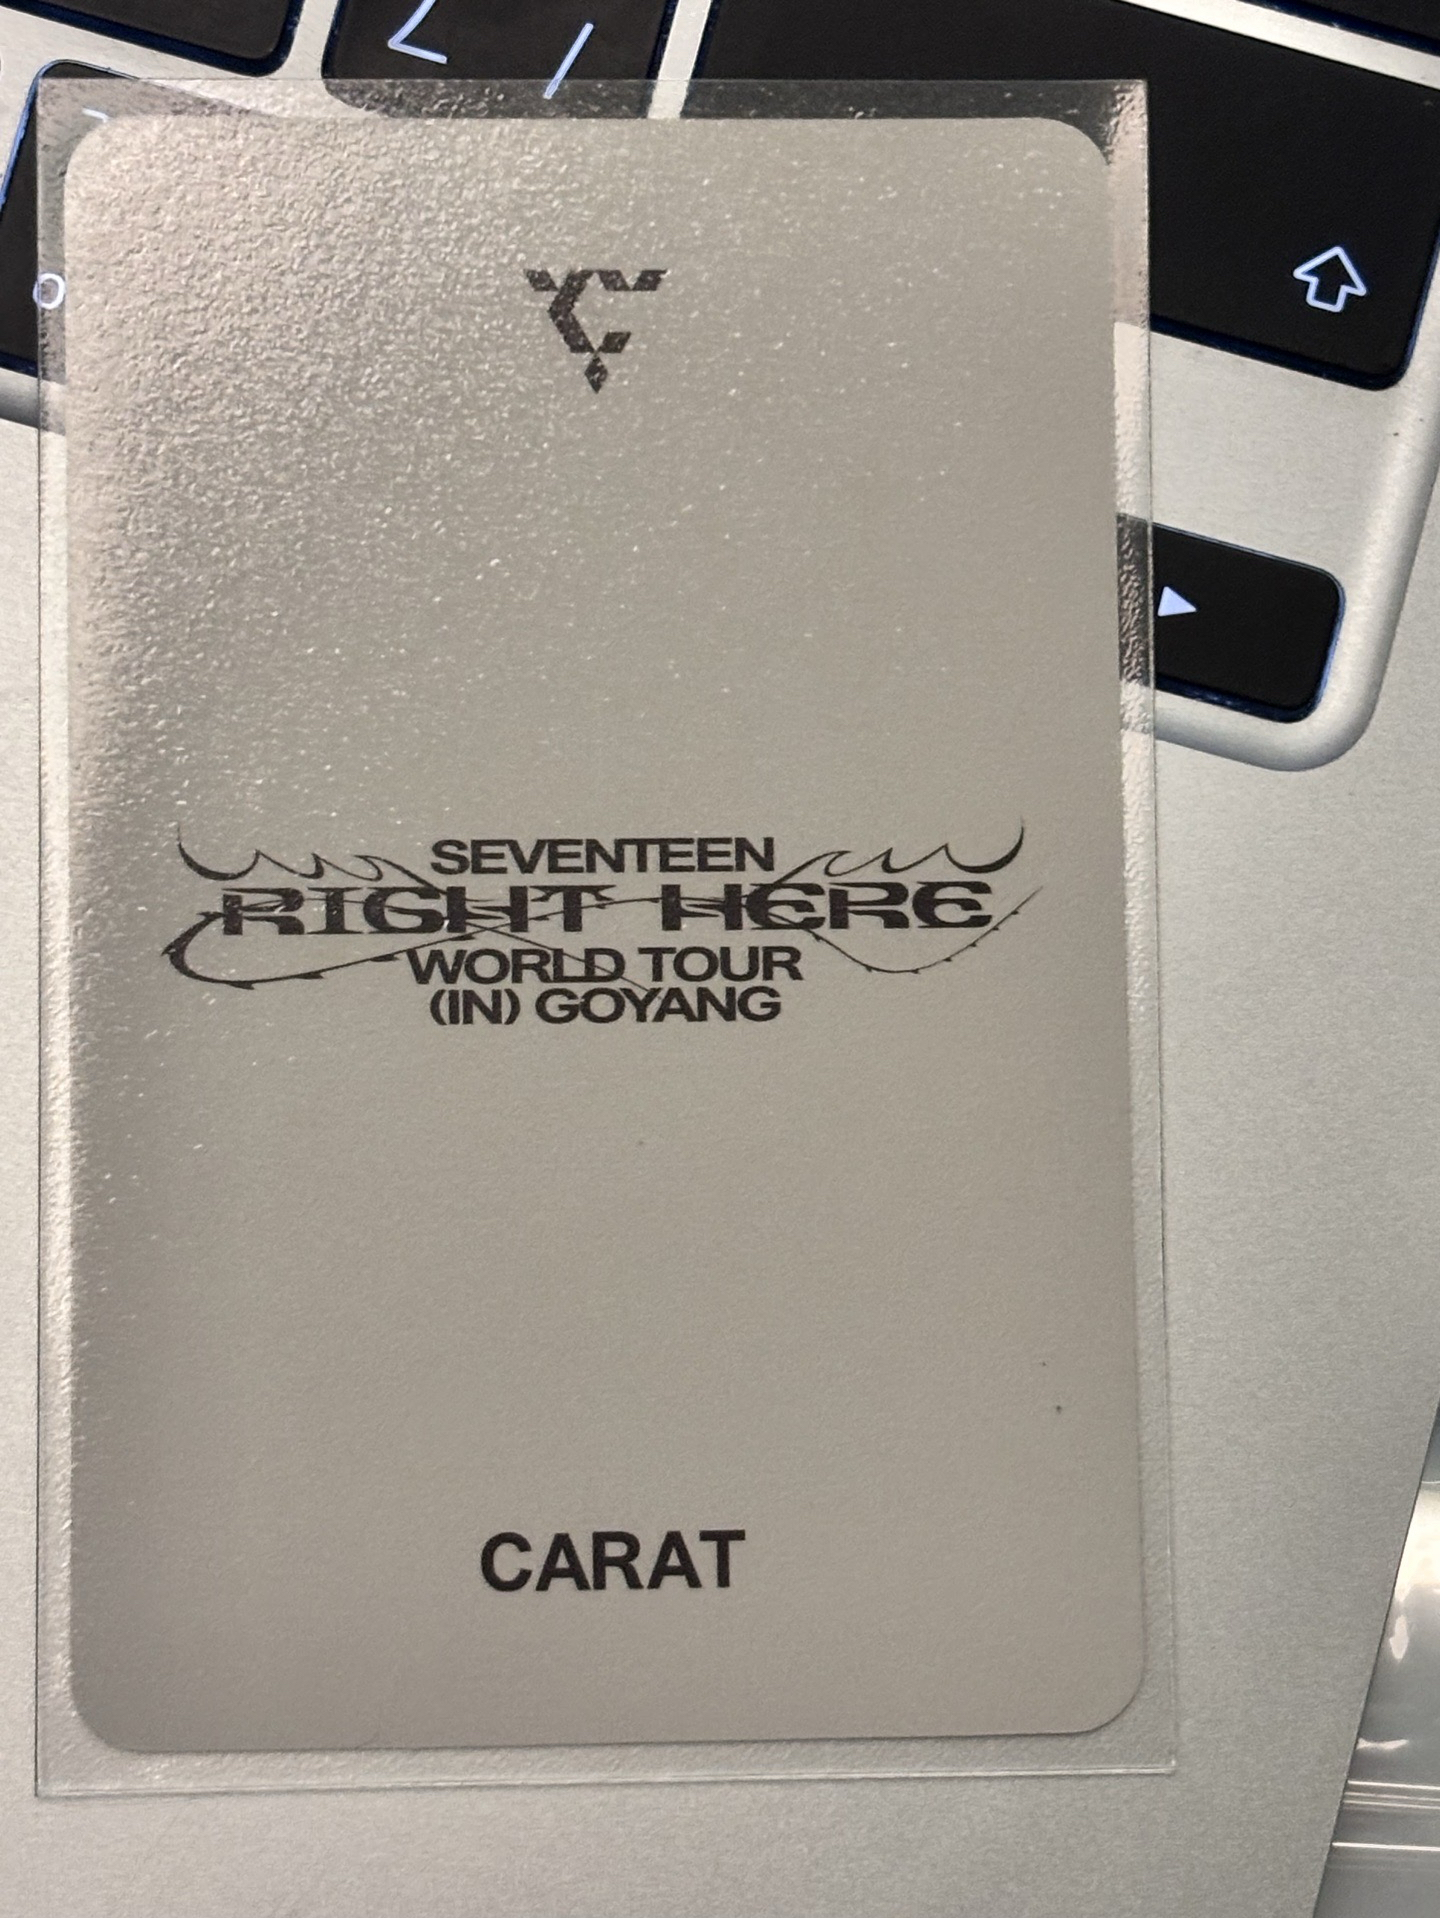 SEVENTEEN
RIGHT HERE
WORLD TOUR
(IN) GOYANG
CARAT